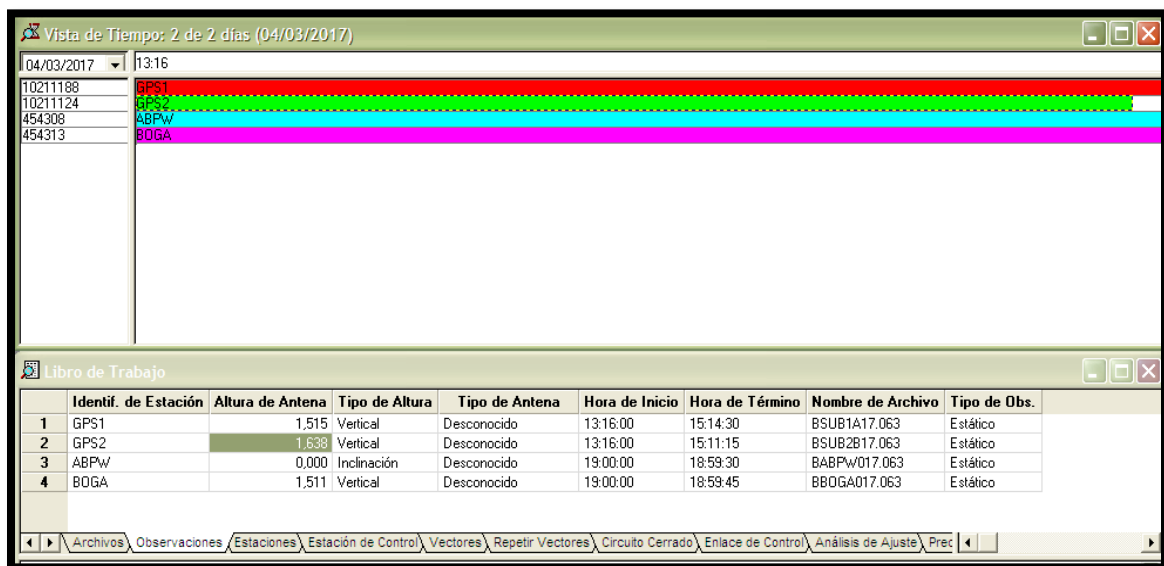 Vista de Tiempo: 2 de 2 días (04/03/2017)
04/03/2017 13:16
10211188 GPS1
10211124 GPS2
454308 ABPW
454313 BOGA
Libro de Trabajo
Identif. de Estación Altura de Antena Tipo de Altura Tipo de Antena Hora de Inicio Hora de Término Nombre de Archivo Tipo de Obs.
1 GPS1 1,515 Vertical Desconocido 13:16:00 15:14:30 BSUB1A17.063 Estático
2 GPS2 1,638 Vertical Desconocido 13:16:00 15:11:15 BSUB2B17.063 Estático
3 ABPW 0,000 Inclinación Desconocido 19:00:00 18:59:30 BABPW017.063 Estático
4 BOGA 1,511 Vertical Desconocido 19:00:00 18:59:45 BBOGA017.063 Estático
Archivos Observaciones Estaciones Estación de Control Vectores Repetir Vectores Circuito Cerrado Enlace de Control Análisis de Ajuste Prec